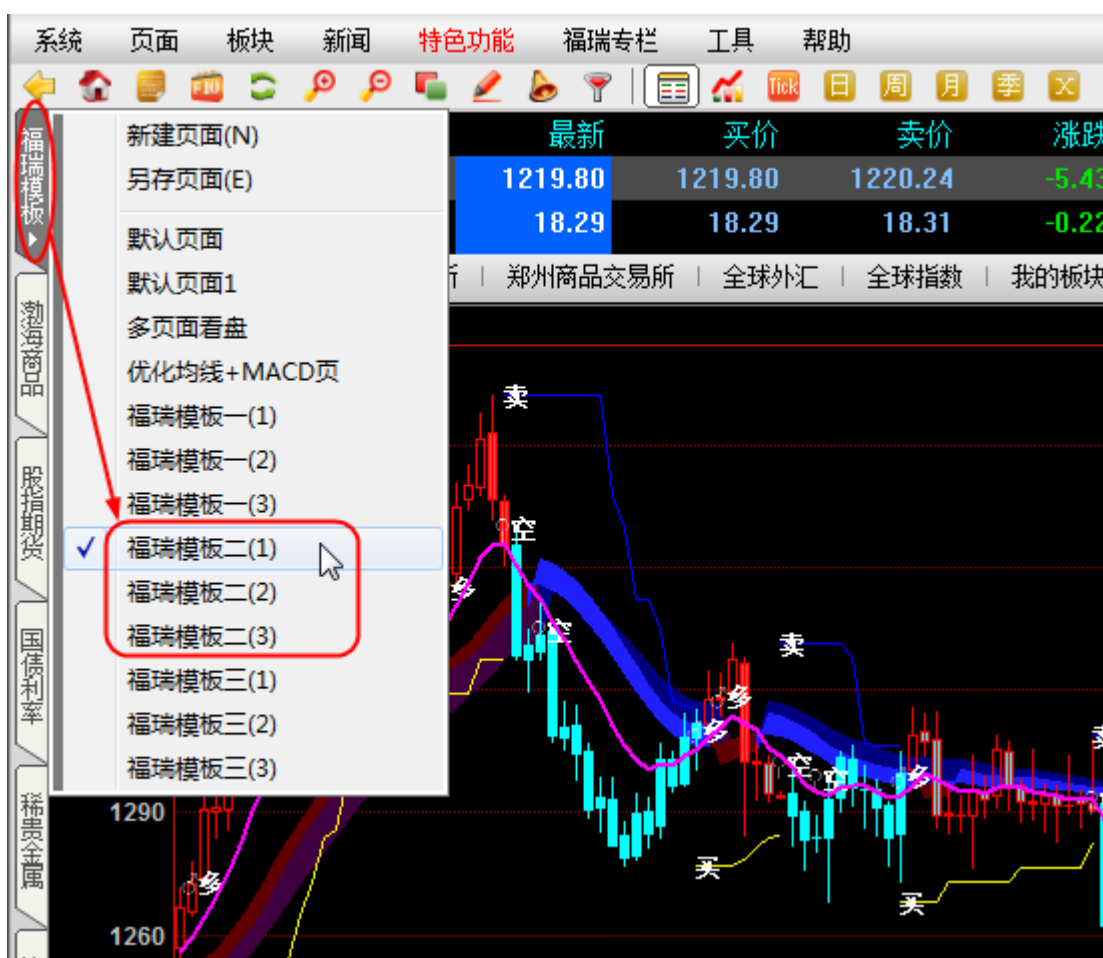 系统 页面 板块 新闻 特色功能 福瑞专栏 工具 帮助
F10 Tick 日 周 月 季 X
最新 买价 卖价 涨跌
1219.80 1219.80 1220.24 -5.43
18.29 18.29 18.31 -0.22
郑州商品交易所 全球外汇 全球指数 我的板块
福瑞模板
渤海商品
股指期货
国债利率
稀贵金属
新建页面(N)
另存页面(E)
默认页面
默认页面1
多页面看盘
优化均线+MACD页
福瑞模板一(1)
福瑞模板一(2)
福瑞模板一(3)
福瑞模板二(1)
福瑞模板二(2)
福瑞模板二(3)
福瑞模板三(1)
福瑞模板三(2)
福瑞模板三(3)
卖
空
多
空
卖
多
多
空
空
多
1290
买
多
买
1260